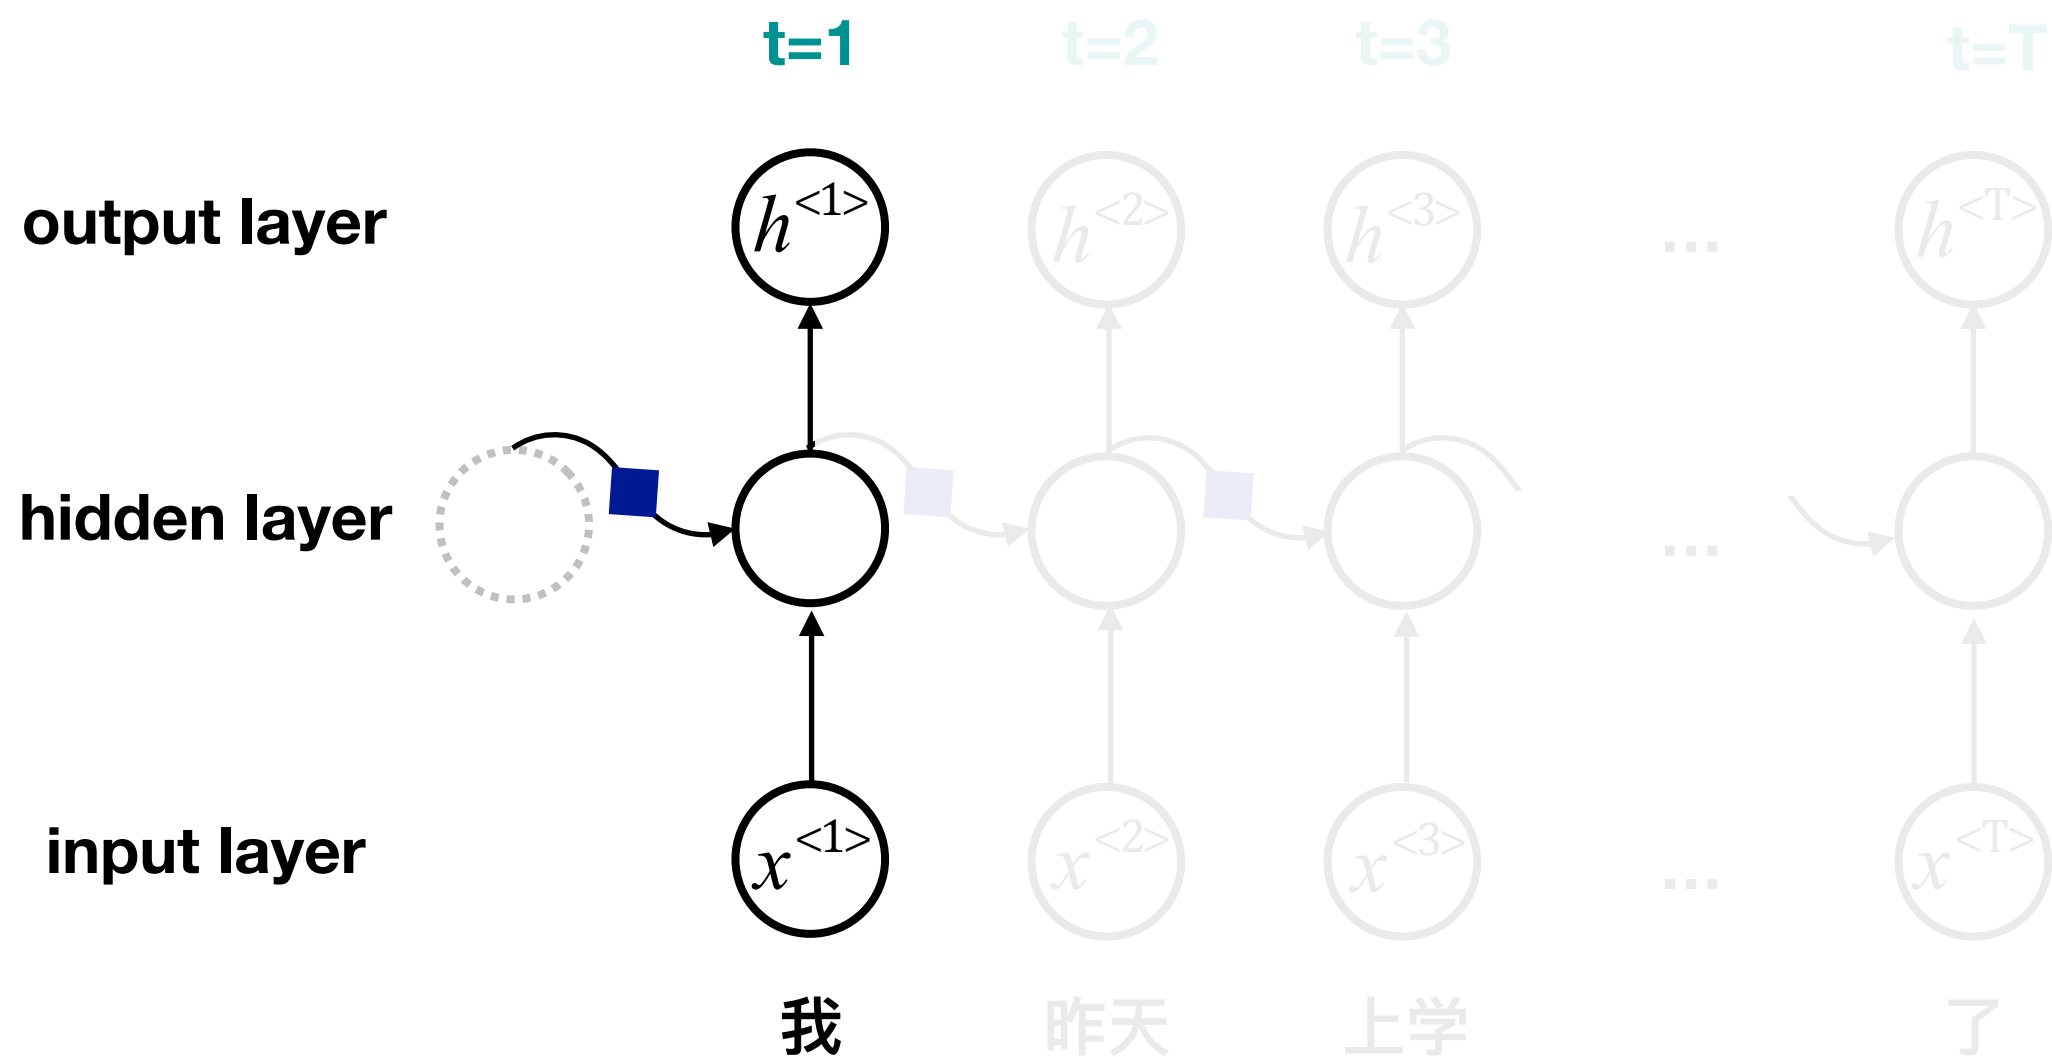 t=1 t=2 t=3 t=T
output layer h<1> h<2> h<3> ... h<T>
hidden layer ...
input layer x<1> x<2> x<3> ... x<T>
我 昨天 上学 了